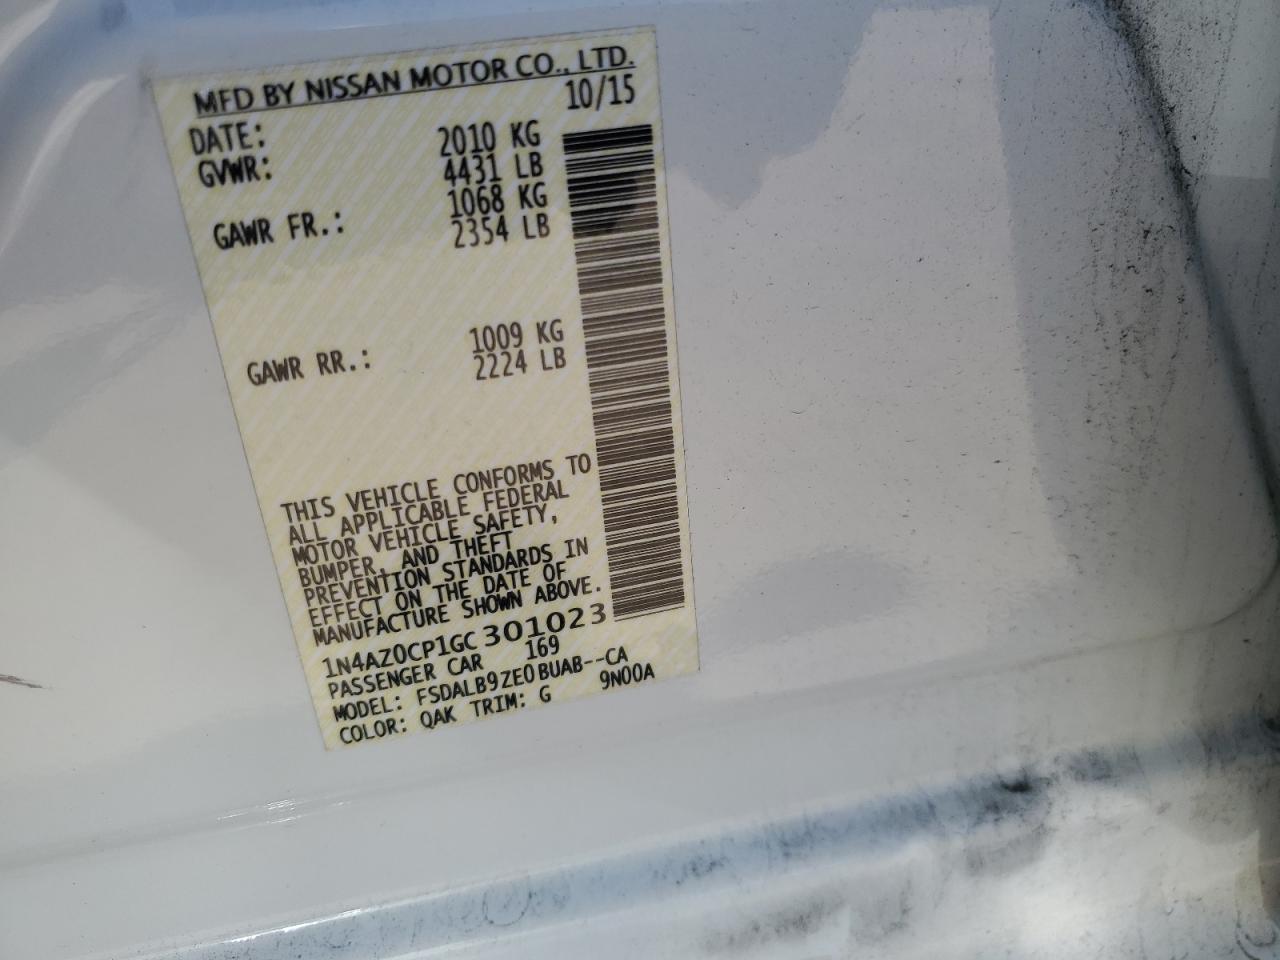 MFD BY NISSAN MOTOR CO., LTD.
DATE: 10/15
GVWR: 2010 KG
4431 LB
GAWR FR.: 1068 KG
2354 LB
GAWR RR.: 1009 KG
2224 LB
THIS VEHICLE CONFORMS TO
ALL APPLICABLE FEDERAL
MOTOR VEHICLE SAFETY,
BUMPER, AND THEFT
PREVENTION STANDARDS IN
EFFECT ON THE DATE OF
MANUFACTURE SHOWN ABOVE.
1N4AZ0CP1GC301023
PASSENGER CAR 169
MODEL: FSDALB9ZE0BUAB--CA
COLOR: QAK TRIM: G 9N00A